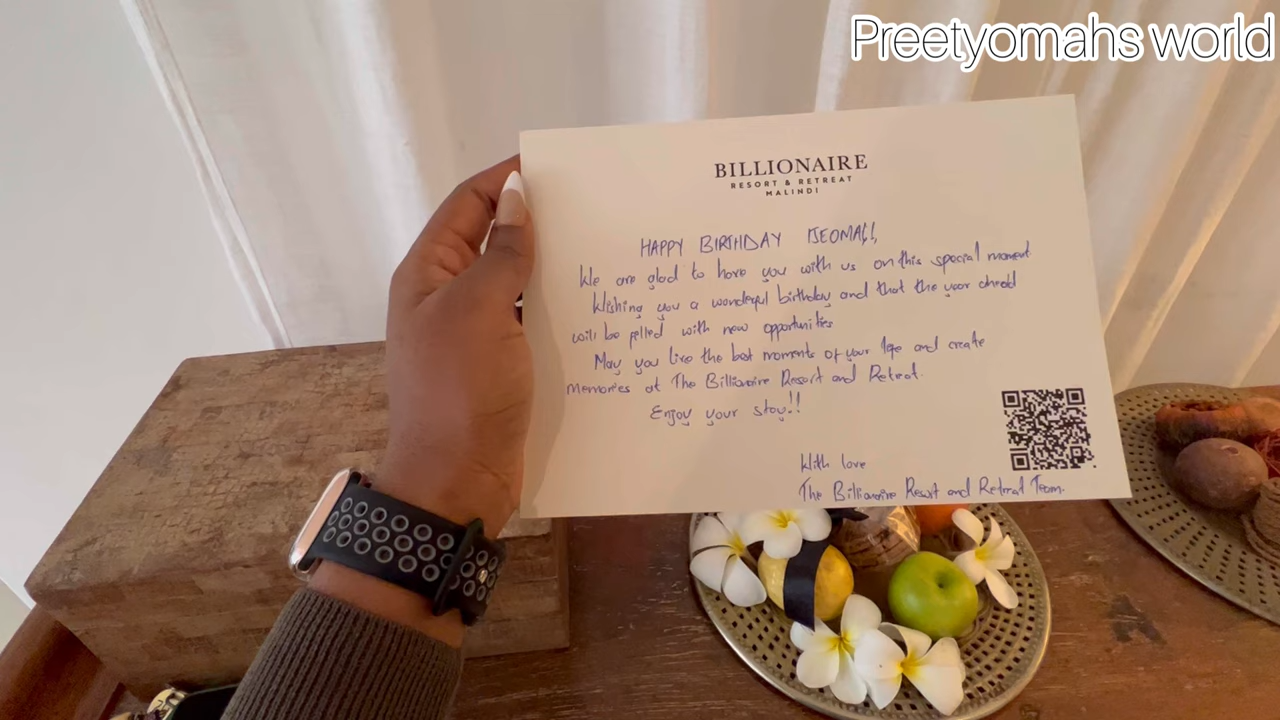 Preetyomahs world
BILLIONAIRE
RESORT & RETREAT
MALINDI
HAPPY BIRTHDAY IJEOMA!!
We are glad to have you with us on this special moment.
Wishing you a wonderful birthday and that the year ahead
will be filled with new opportunities
May you live the best moments of your life and create
memories at The Billionaire Resort and Retreat.
Enjoy your stay!!
With love
The Billionaire Resort and Retreat Team.